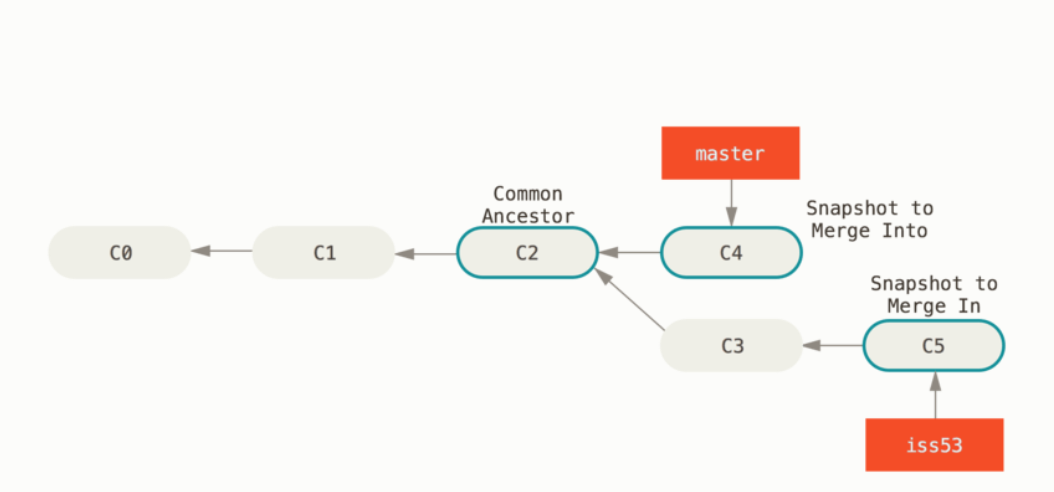 master
Common
Ancestor
Snapshot to
Merge Into
C0
C1
C2
C4
Snapshot to
Merge In
C3
C5
iss53